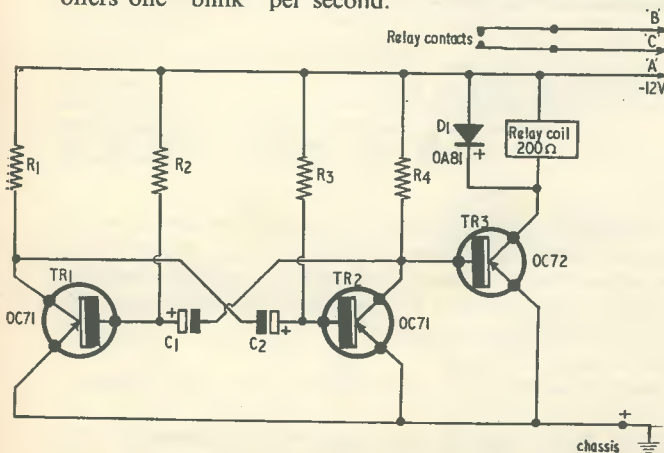 offers one "blink" per second.
'B'
Relay contacts
'C'
'A'
-12V
R1
R2
R3
R4
D1
OA81
+
Relay coil
200Ω
TR3
OC72
TR1
OC71
+
C1
C2
+
TR2
OC71
+
chassis